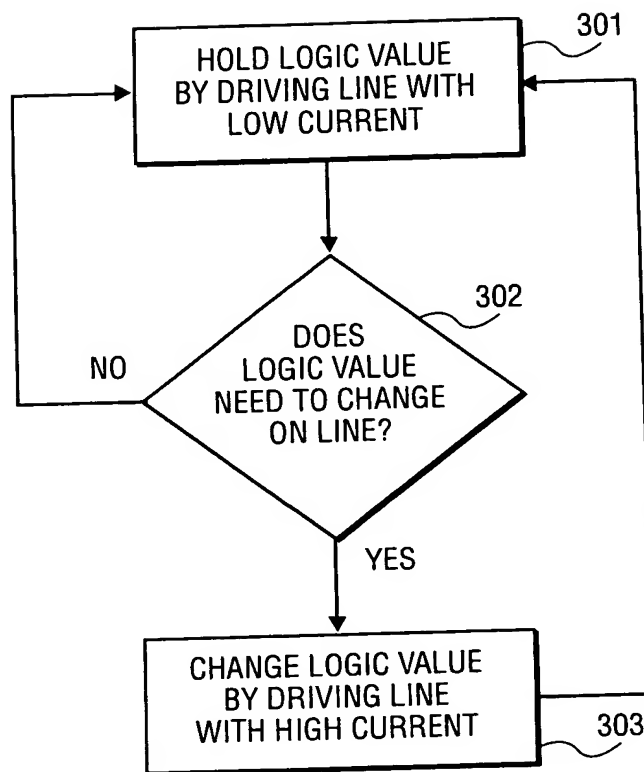 301
HOLD LOGIC VALUE
BY DRIVING LINE WITH
LOW CURRENT
302
DOES
LOGIC VALUE
NEED TO CHANGE
ON LINE?
NO
YES
CHANGE LOGIC VALUE
BY DRIVING LINE
WITH HIGH CURRENT
303